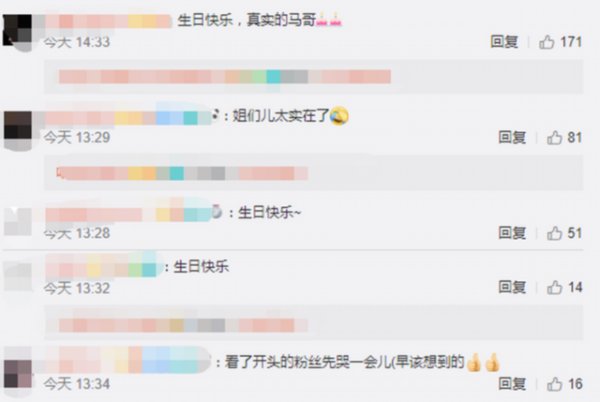 生日快乐，真实的马哥
今天 14:33 回复 171
：姐们儿太实在了
今天 13:29 回复 81
：生日快乐~
今天 13:28 回复 51
：生日快乐
今天 13:32 回复 14
：看了开头的粉丝先哭一会儿(早该想到的
今天 13:34 回复 16